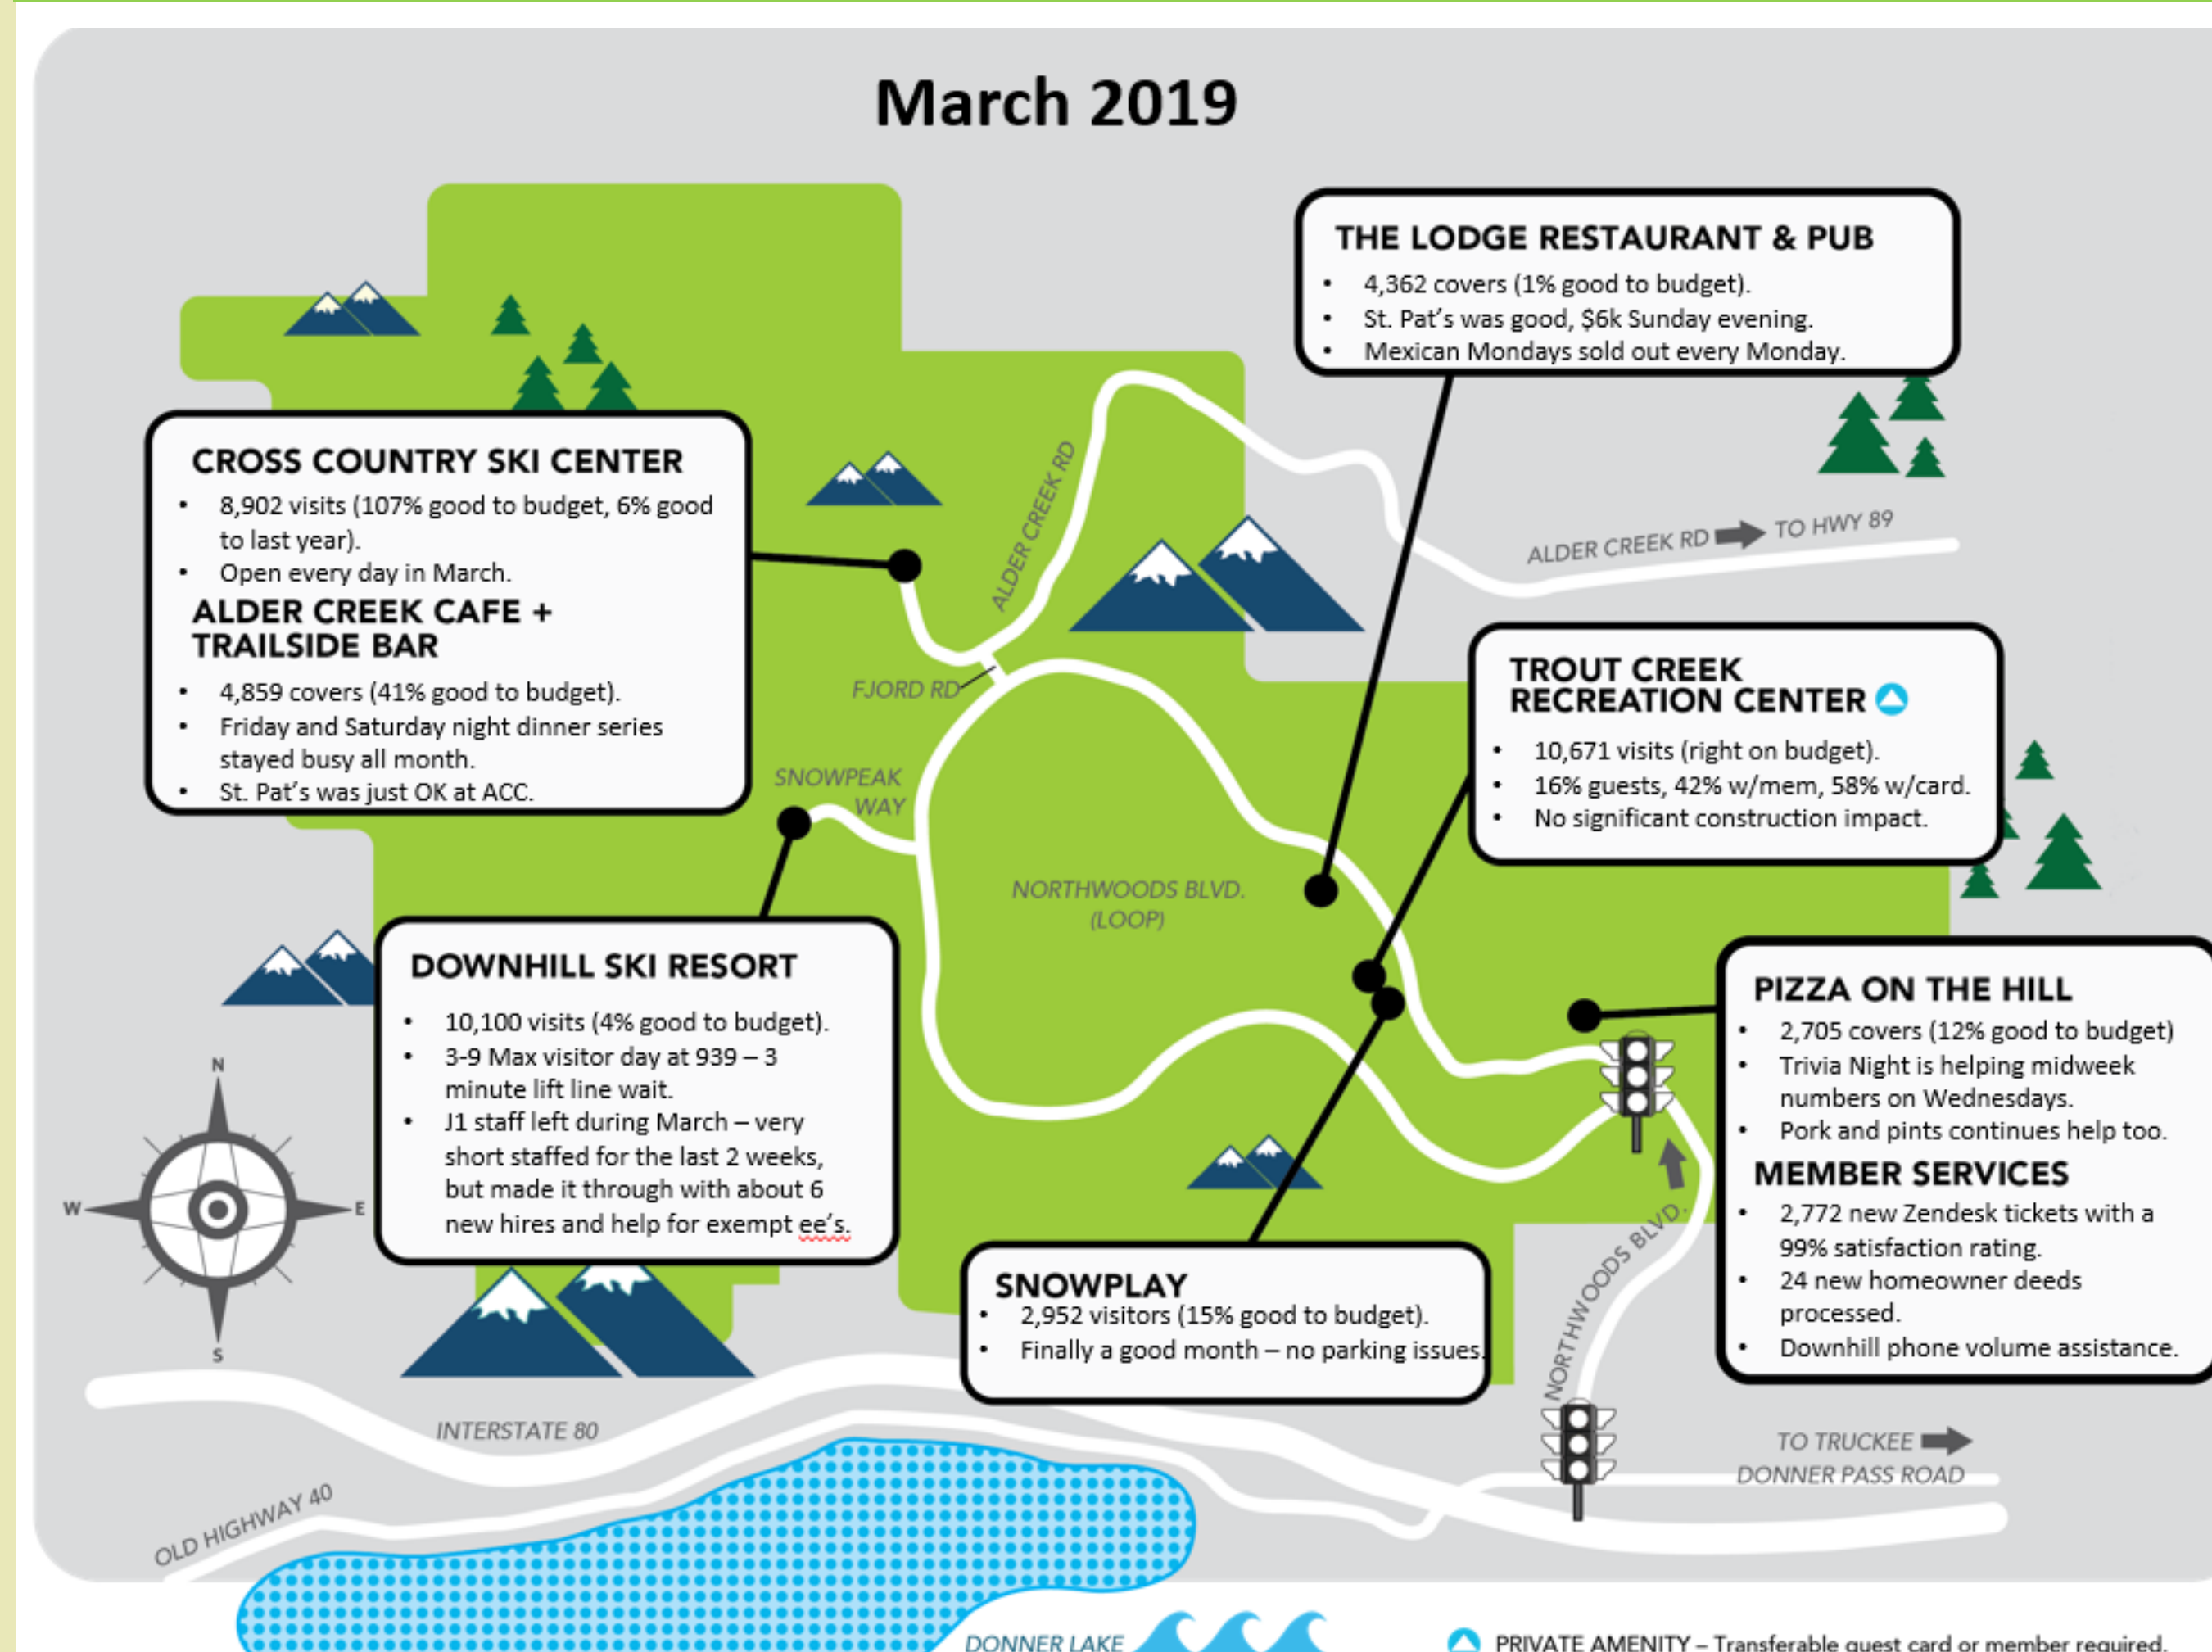 March 2019
THE LODGE RESTAURANT & PUB
• 4,362 covers (1% good to budget).
• St. Pat's was good, $6k Sunday evening.
• Mexican Mondays sold out every Monday.
CROSS COUNTRY SKI CENTER
• 8,902 visits (107% good to budget, 6% good
to last year).
• Open every day in March.
ALDER CREEK CAFE +
TRAILSIDE BAR
• 4,859 covers (41% good to budget).
• Friday and Saturday night dinner series
stayed busy all month.
• St. Pat's was just OK at ACC.
ALDER CREEK RD
ALDER CREEK RD TO HWY 89
FJORD RD
SNOWPEAK
WAY
TROUT CREEK
RECREATION CENTER
• 10,671 visits (right on budget).
• 16% guests, 42% w/mem, 58% w/card.
• No significant construction impact.
NORTHWOODS BLVD.
(LOOP)
DOWNHILL SKI RESORT
• 10,100 visits (4% good to budget).
• 3-9 Max visitor day at 939 – 3
minute lift line wait.
• J1 staff left during March – very
short staffed for the last 2 weeks,
but made it through with about 6
new hires and help for exempt ee's.
PIZZA ON THE HILL
• 2,705 covers (12% good to budget)
• Trivia Night is helping midweek
numbers on Wednesdays.
• Pork and pints continues help too.
MEMBER SERVICES
• 2,772 new Zendesk tickets with a
99% satisfaction rating.
• 24 new homeowner deeds
processed.
• Downhill phone volume assistance.
N
W
E
S
SNOWPLAY
• 2,952 visitors (15% good to budget).
• Finally a good month – no parking issues.
NORTHWOODS BLVD.
INTERSTATE 80
OLD HIGHWAY 40
TO TRUCKEE
DONNER PASS ROAD
DONNER LAKE
PRIVATE AMENITY – Transferable guest card or member required.